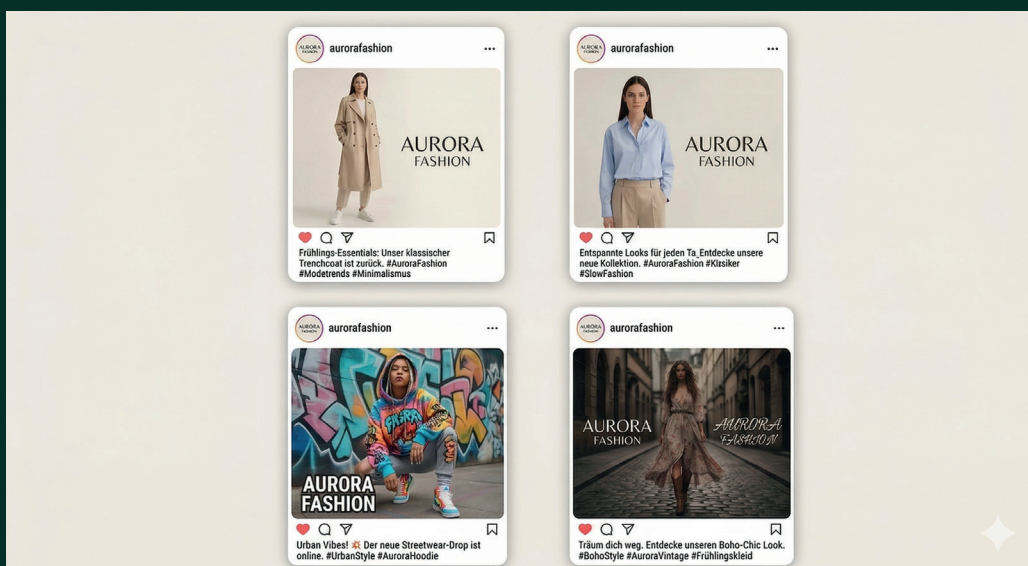 AURORA
FASHION
aurorafashion
AURORA
FASHION
Frühlings-Essentials: Unser klassischer
Trenchcoat ist zurück. #AuroraFashion
#Modetrends #Minimalismus
AURORA
FASHION
aurorafashion
AURORA
FASHION
Entspannte Looks für jeden Ta_Entdecke unsere
neue Kollektion. #AuroraFashion #Klısiker
#SlowFashion
AURORA
FASHION
aurorafashion
AURORA
FASHION
Urban Vibes! 💥 Der neue Streetwear-Drop ist
online. #UrbanStyle #AuroraHoodie
AURORA
FASHION
aurorafashion
AURORA
FASHION
AURORA
FASHION
Träum dich weg. Entdecke unseren Boho-Chic Look.
#BohoStyle #AuroraVintage #Frühlingskleid